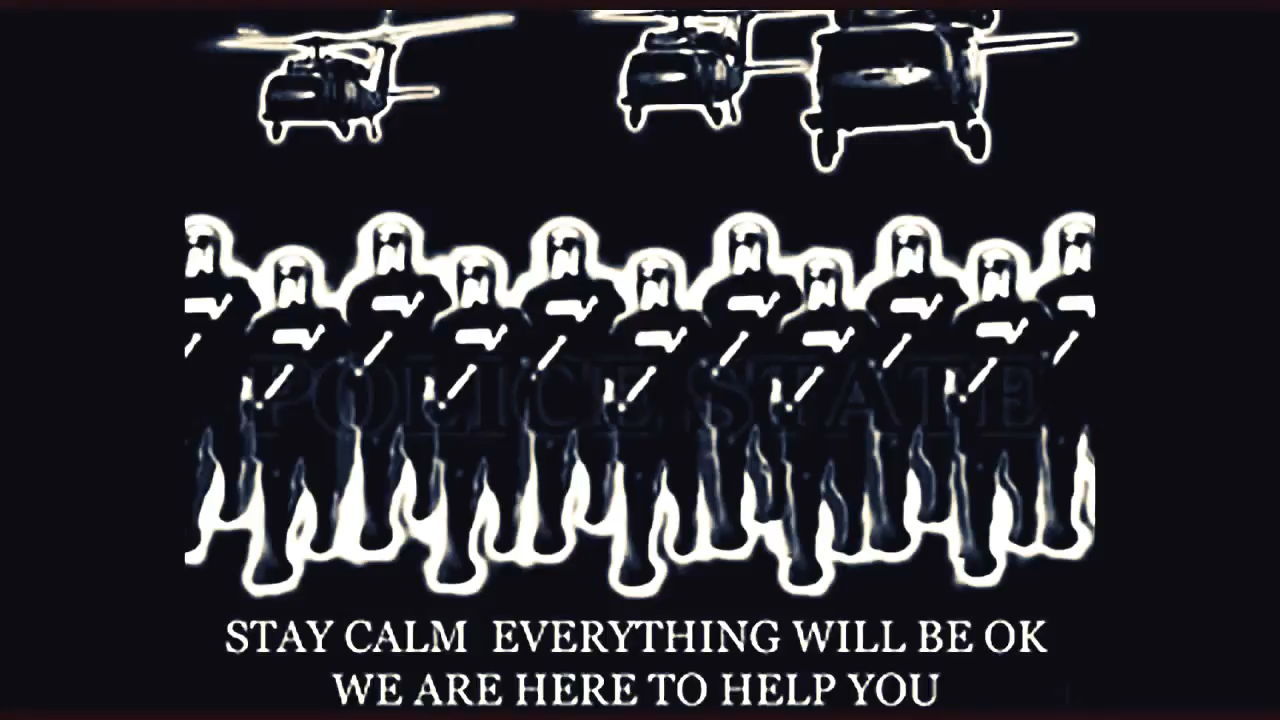 POLICE STATE
STAY CALM EVERYTHING WILL BE OK
WE ARE HERE TO HELP YOU